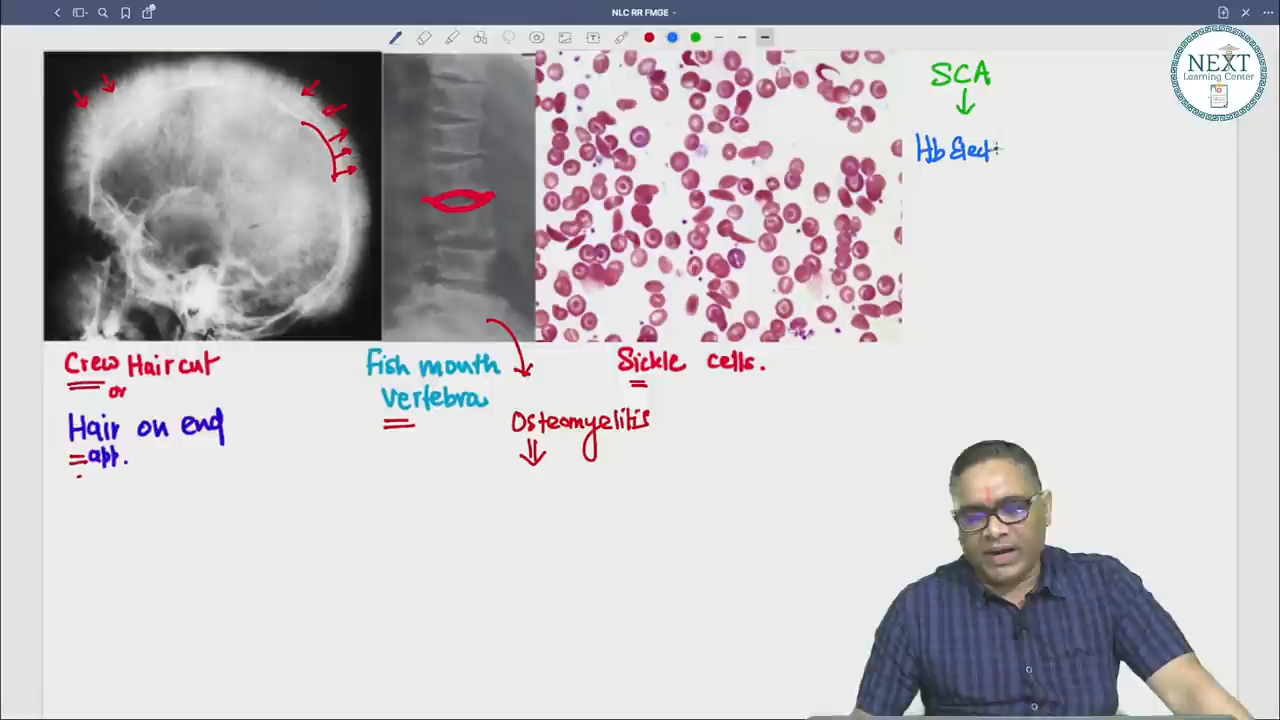 NLC RR FMGE
NEXT
Learning Center
SCA
Hb Elect
Crew Haircut
or
Hair on end
app.
Fish mouth
vertebra
Osteomyelitis
Sickle cells.